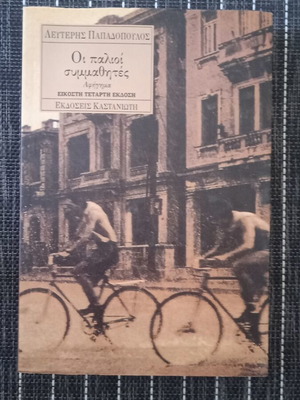 ΛΕΥΤΕΡΗΣ ΠΑΠΑΔΟΠΟΥΛΟΣ
Οι παλιοί
συμμαθητές
Αφήγημα
ΕΙΚΟΣΤΗ ΤΕΤΑΡΤΗ ΕΚΔΟΣΗ
ΕΚΔΟΣΕΙΣ ΚΑΣΤΑΝΙΩΤΗ